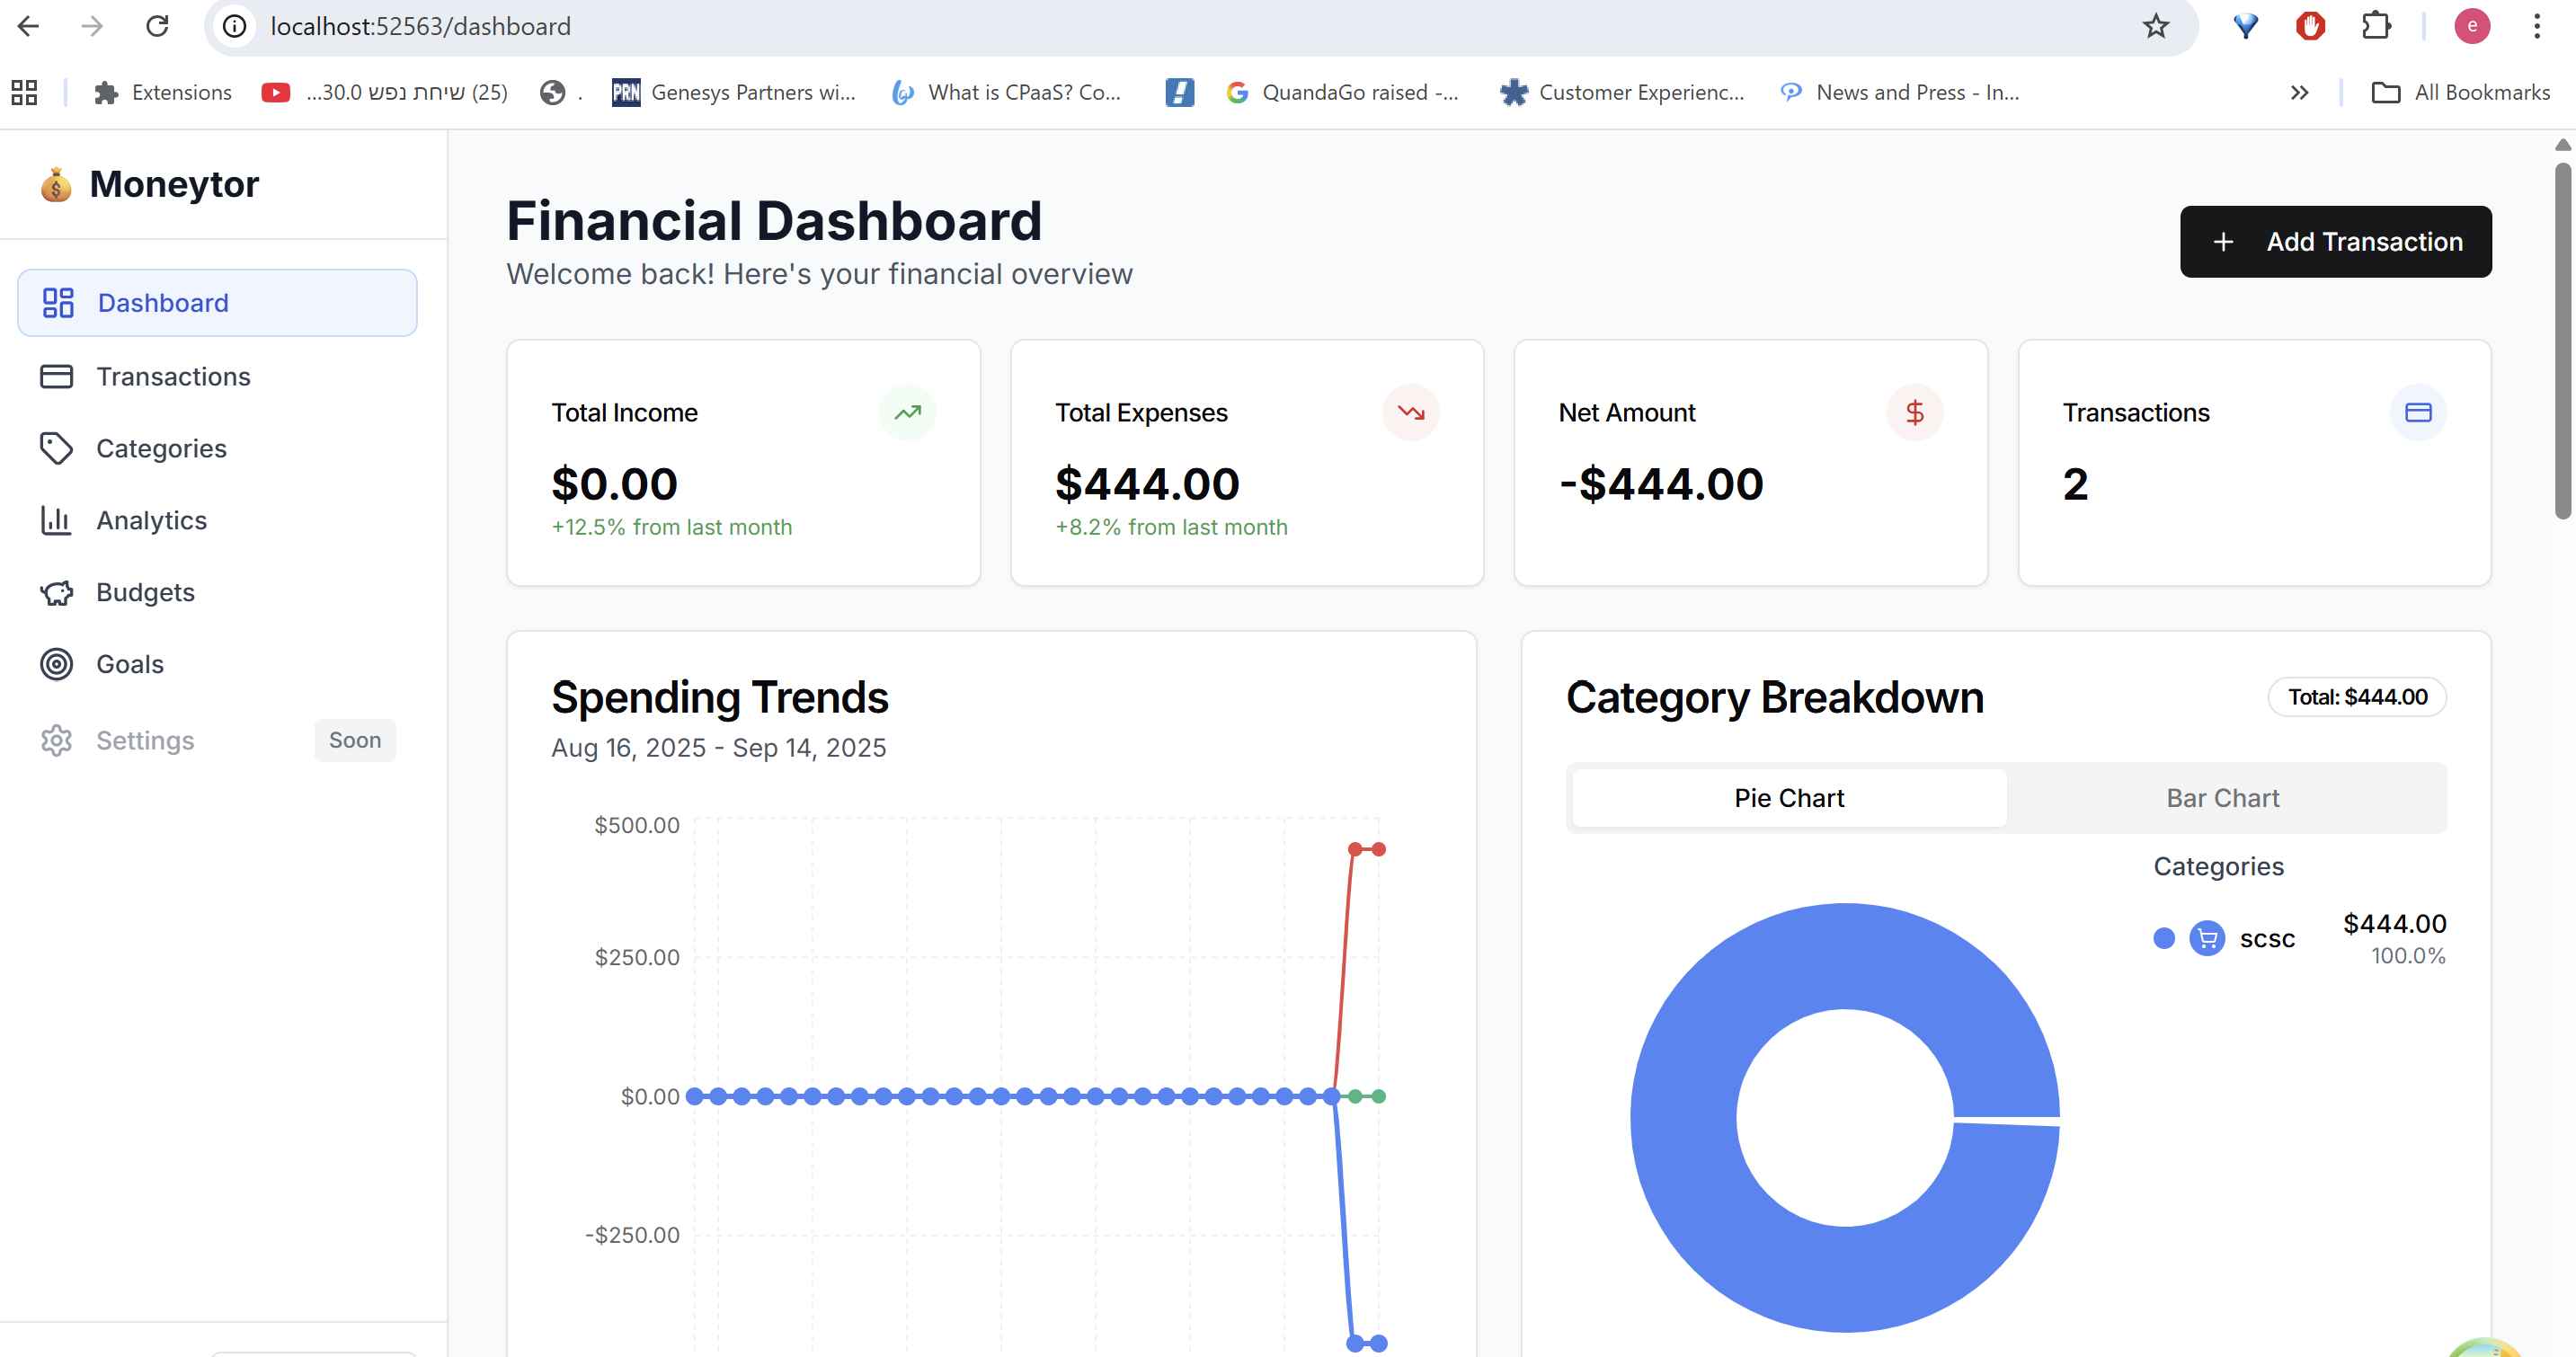 localhost:52563/dashboard
e
Extensions
...30.0 שיחת נפש (25)
.
PRN Genesys Partners wi...
What is CPaaS? Co...
QuandaGo raised -...
Customer Experienc...
News and Press - In...
All Bookmarks
Moneytor
Financial Dashboard
Add Transaction
Welcome back! Here's your financial overview
Dashboard
Transactions
Categories
Analytics
Budgets
Goals
Settings
Soon
Total Income
$0.00
+12.5% from last month
Total Expenses
$444.00
+8.2% from last month
Net Amount
-$444.00
Transactions
2
Spending Trends
Aug 16, 2025 - Sep 14, 2025
$500.00
$250.00
$0.00
-$250.00
Category Breakdown
Total: $444.00
Pie Chart
Bar Chart
Categories
scsc
$444.00
100.0%